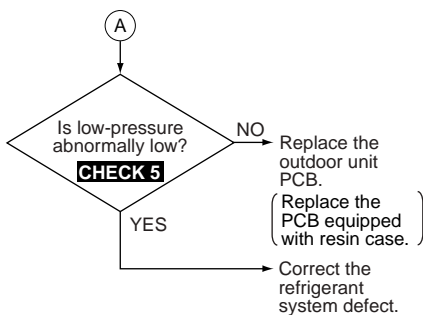 A
Is low-pressure
abnormally low?
CHECK 5
NO
Replace the
outdoor unit
PCB.
(Replace the
PCB equipped
with resin case.)
YES
Correct the
refrigerant
system defect.